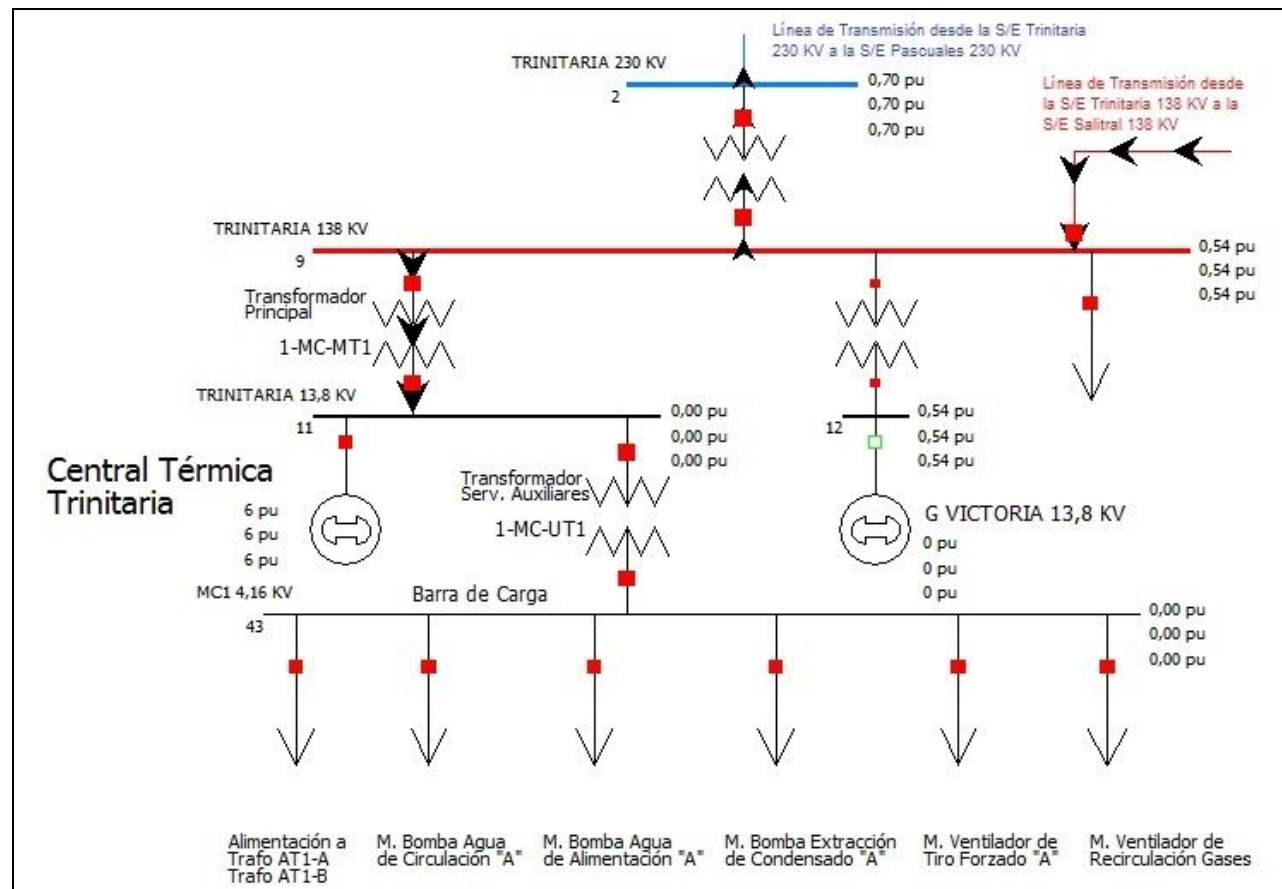 Línea de Transmisión desde la S/E Trinitaria
230 KV a la S/E Pascuales 230 KV
TRINITARIA 230 KV
2
0,70 pu
0,70 pu
0,70 pu
Línea de Transmisión desde
la S/E Trinitaria 138 KV a la
S/E Salitral 138 KV
TRINITARIA 138 KV
9
0,54 pu
0,54 pu
0,54 pu
Transformador
Principal
1-MC-MT1
TRINITARIA 13,8 KV
11
0,00 pu
0,00 pu
0,00 pu
12
0,54 pu
0,54 pu
0,54 pu
Central Térmica
Trinitaria
6 pu
6 pu
6 pu
Transformador
Serv. Auxiliares
1-MC-UT1
G VICTORIA 13,8 KV
0 pu
0 pu
0 pu
MC1 4,16 KV
43
Barra de Carga
0,00 pu
0,00 pu
0,00 pu
Alimentación a
Trafo AT1-A
Trafo AT1-B
M. Bomba Agua
de Circulación "A"
M. Bomba Agua
de Alimentación "A"
M. Bomba Extracción
de Condensado "A"
M. Ventilador de
Tiro Forzado "A"
M. Ventilador de
Recirculación Gases